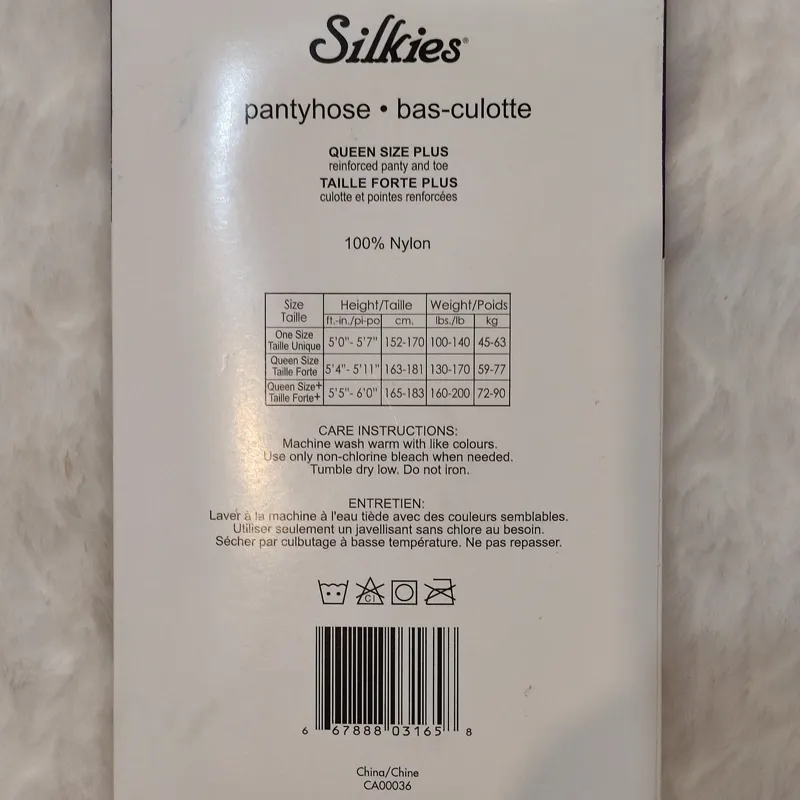 Silkies®
pantyhose • bas-culotte
QUEEN SIZE PLUS
reinforced panty and toe
TAILLE FORTE PLUS
culotte et pointes renforcées
100% Nylon
Size Height/Taille Weight/Poids
Taille ft.-in./pi-po cm. lbs./lb kg
One Size
Taille Unique 5'0"- 5'7" 152-170 100-140 45-63
Queen Size
Taille Forte 5'4"- 5'11" 163-181 130-170 59-77
Queen Size+
Taille Forte+ 5'5"- 6'0" 165-183 160-200 72-90
CARE INSTRUCTIONS:
Machine wash warm with like colours.
Use only non-chlorine bleach when needed.
Tumble dry low. Do not iron.
ENTRETIEN:
Laver à la machine à l'eau tiède avec des couleurs semblables.
Utiliser seulement un javellisant sans chlore au besoin.
Sécher par culbutage à basse température. Ne pas repasser.
Cl
6 67888 03165 8
China/Chine
CA00036